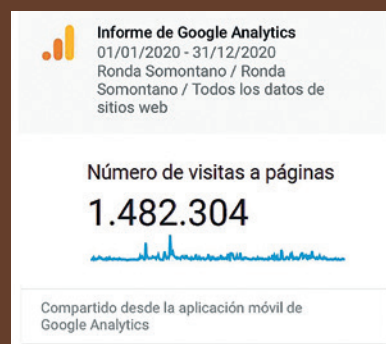 Informe de Google Analytics
01/01/2020 - 31/12/2020
Ronda Somontano / Ronda
Somontano / Todos los datos de
sitios web
Número de visitas a páginas
1.482.304
Compartido desde la aplicación móvil de
Google Analytics